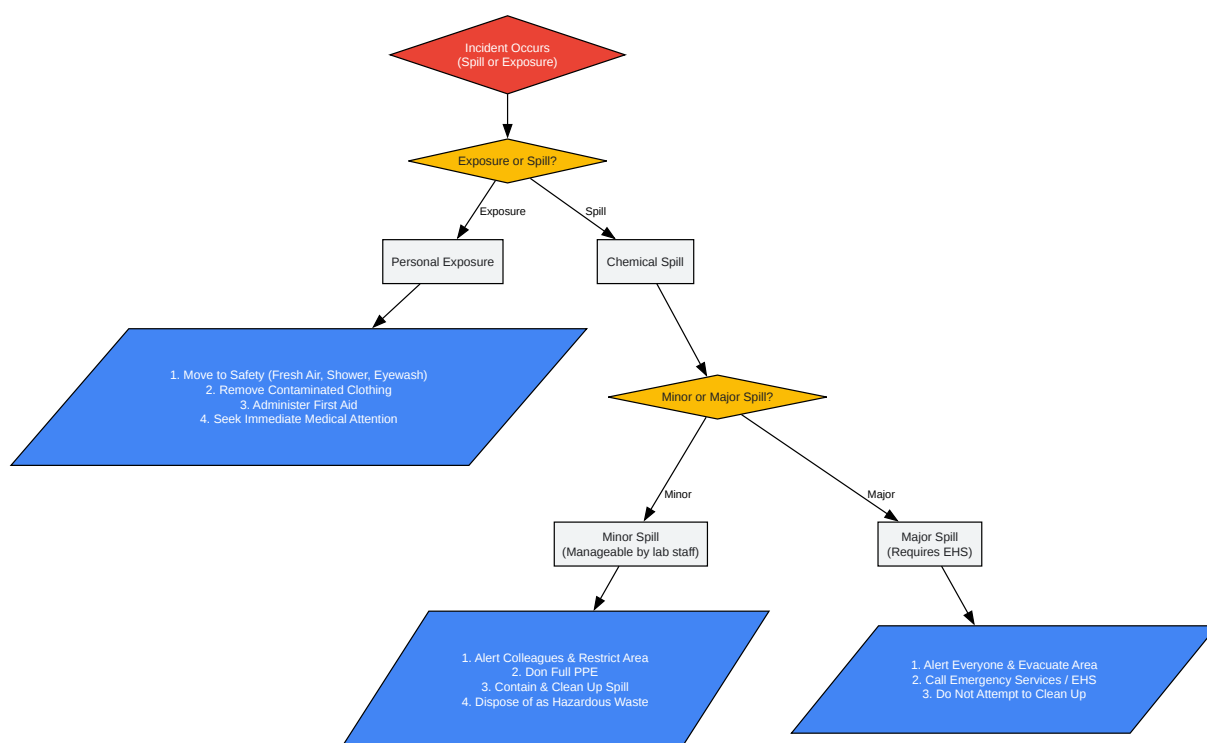 Incident Occurs
(Spill or Exposure)
Exposure or Spill?
Exposure
Spill
Personal Exposure
Chemical Spill
1. Move to Safety (Fresh Air, Shower, Eyewash)
2. Remove Contaminated Clothing
3. Administer First Aid
4. Seek Immediate Medical Attention
Minor or Major Spill?
Minor
Major
Minor Spill
(Manageable by lab staff)
Major Spill
(Requires EHS)
1. Alert Colleagues & Restrict Area
2. Don Full PPE
3. Contain & Clean Up Spill
4. Dispose of as Hazardous Waste
1. Alert Everyone & Evacuate Area
2. Call Emergency Services / EHS
3. Do Not Attempt to Clean Up